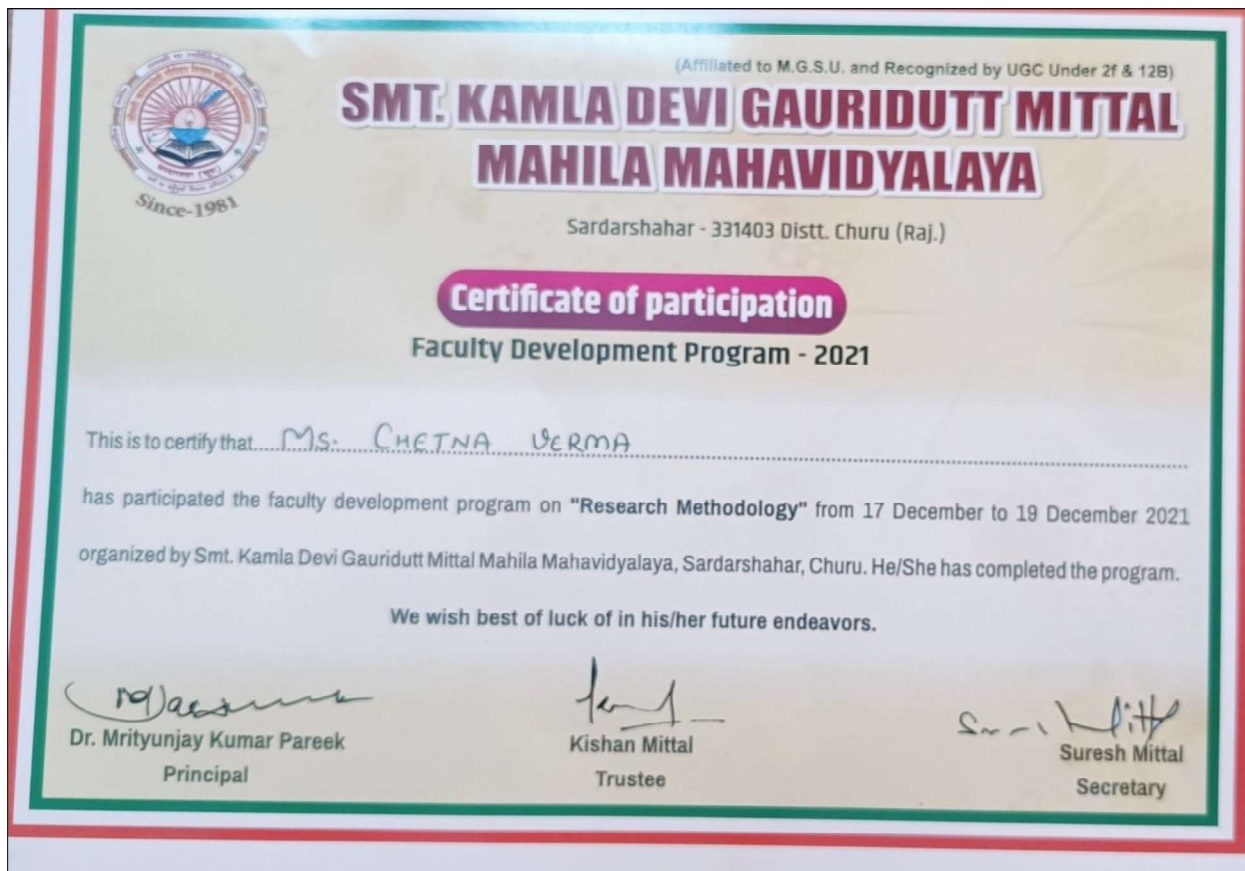 (Affiliated to M.G.S.U. and Recognized by UGC Under 2f & 12B)
SMT. KAMLA DEVI GAURIDUTT MITTAL
MAHILA MAHAVIDYALAYA
Since-1981
Sardarshahar - 331403 Distt. Churu (Raj.)
Certificate of participation
Faculty Development Program - 2021
This is to certify that MS. CHETNA VERMA
has participated the faculty development program on "Research Methodology" from 17 December to 19 December 2021
organized by Smt. Kamla Devi Gauridutt Mittal Mahila Mahavidyalaya, Sardarshahar, Churu. He/She has completed the program.
We wish best of luck of in his/her future endeavors.
Dr. Mrityunjay Kumar Pareek
Principal
Kishan Mittal
Trustee
Suresh Mittal
Secretary